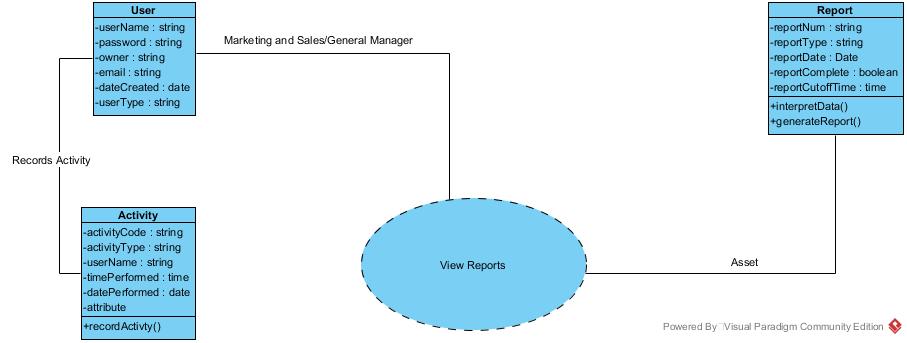 User
-userName : string
-password : string
-owner : string
-email : string
-dateCreated : date
-userType : string
Marketing and Sales/General Manager
Report
-reportNum : string
-reportType : string
-reportDate : Date
-reportComplete : boolean
-reportCutoffTime : time
+interpretData()
+generateReport()
Records Activity
Activity
-activityCode : string
-activityType : string
-userName : string
-timePerformed : time
-datePerformed : date
-attribute
+recordActivty()
View Reports
Asset
Powered By Visual Paradigm Community Edition